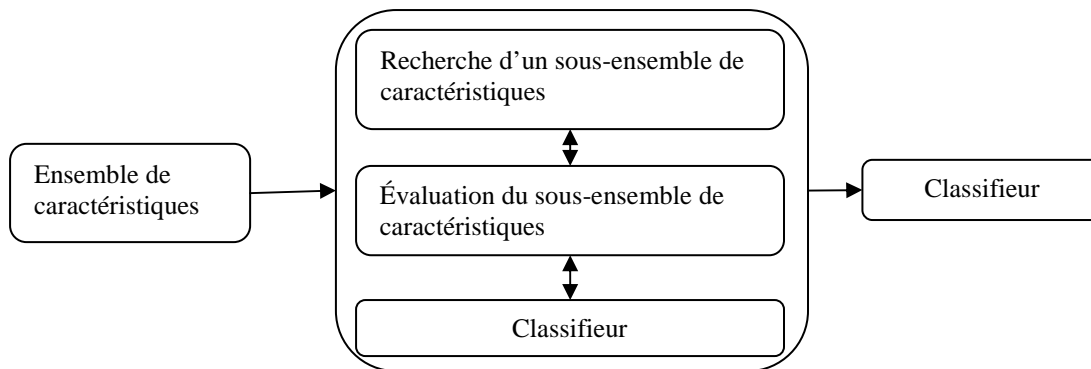 Recherche d’un sous-ensemble de
caractéristiques
Ensemble de
caractéristiques
Évaluation du sous-ensemble de
caractéristiques
Classifieur
Classifieur